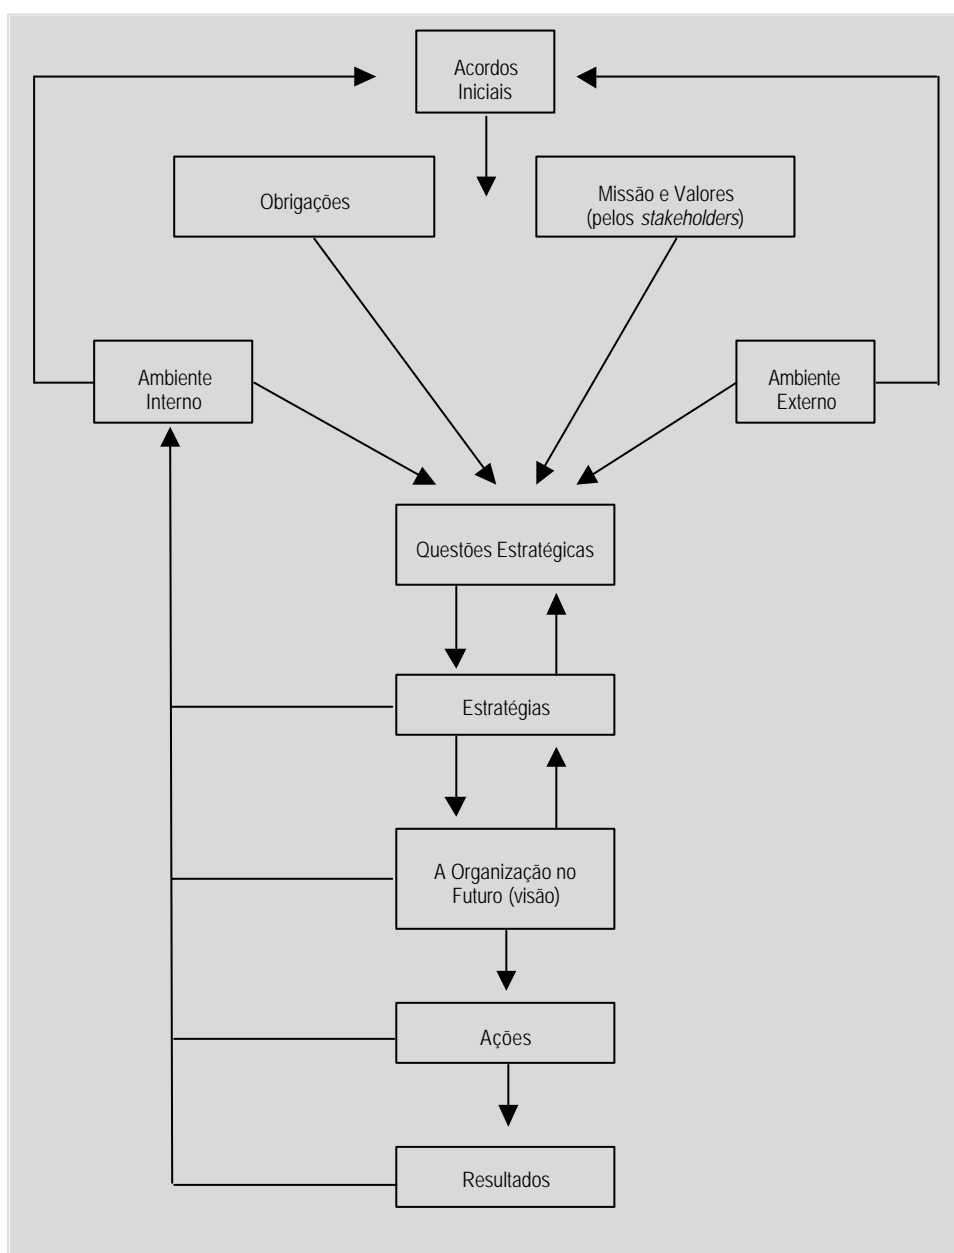 Acordos
Iniciais
Obrigações
Missão e Valores
(pelos stakeholders)
Ambiente
Interno
Ambiente
Externo
Questões Estratégicas
Estratégias
A Organização no
Futuro (visão)
Ações
Resultados